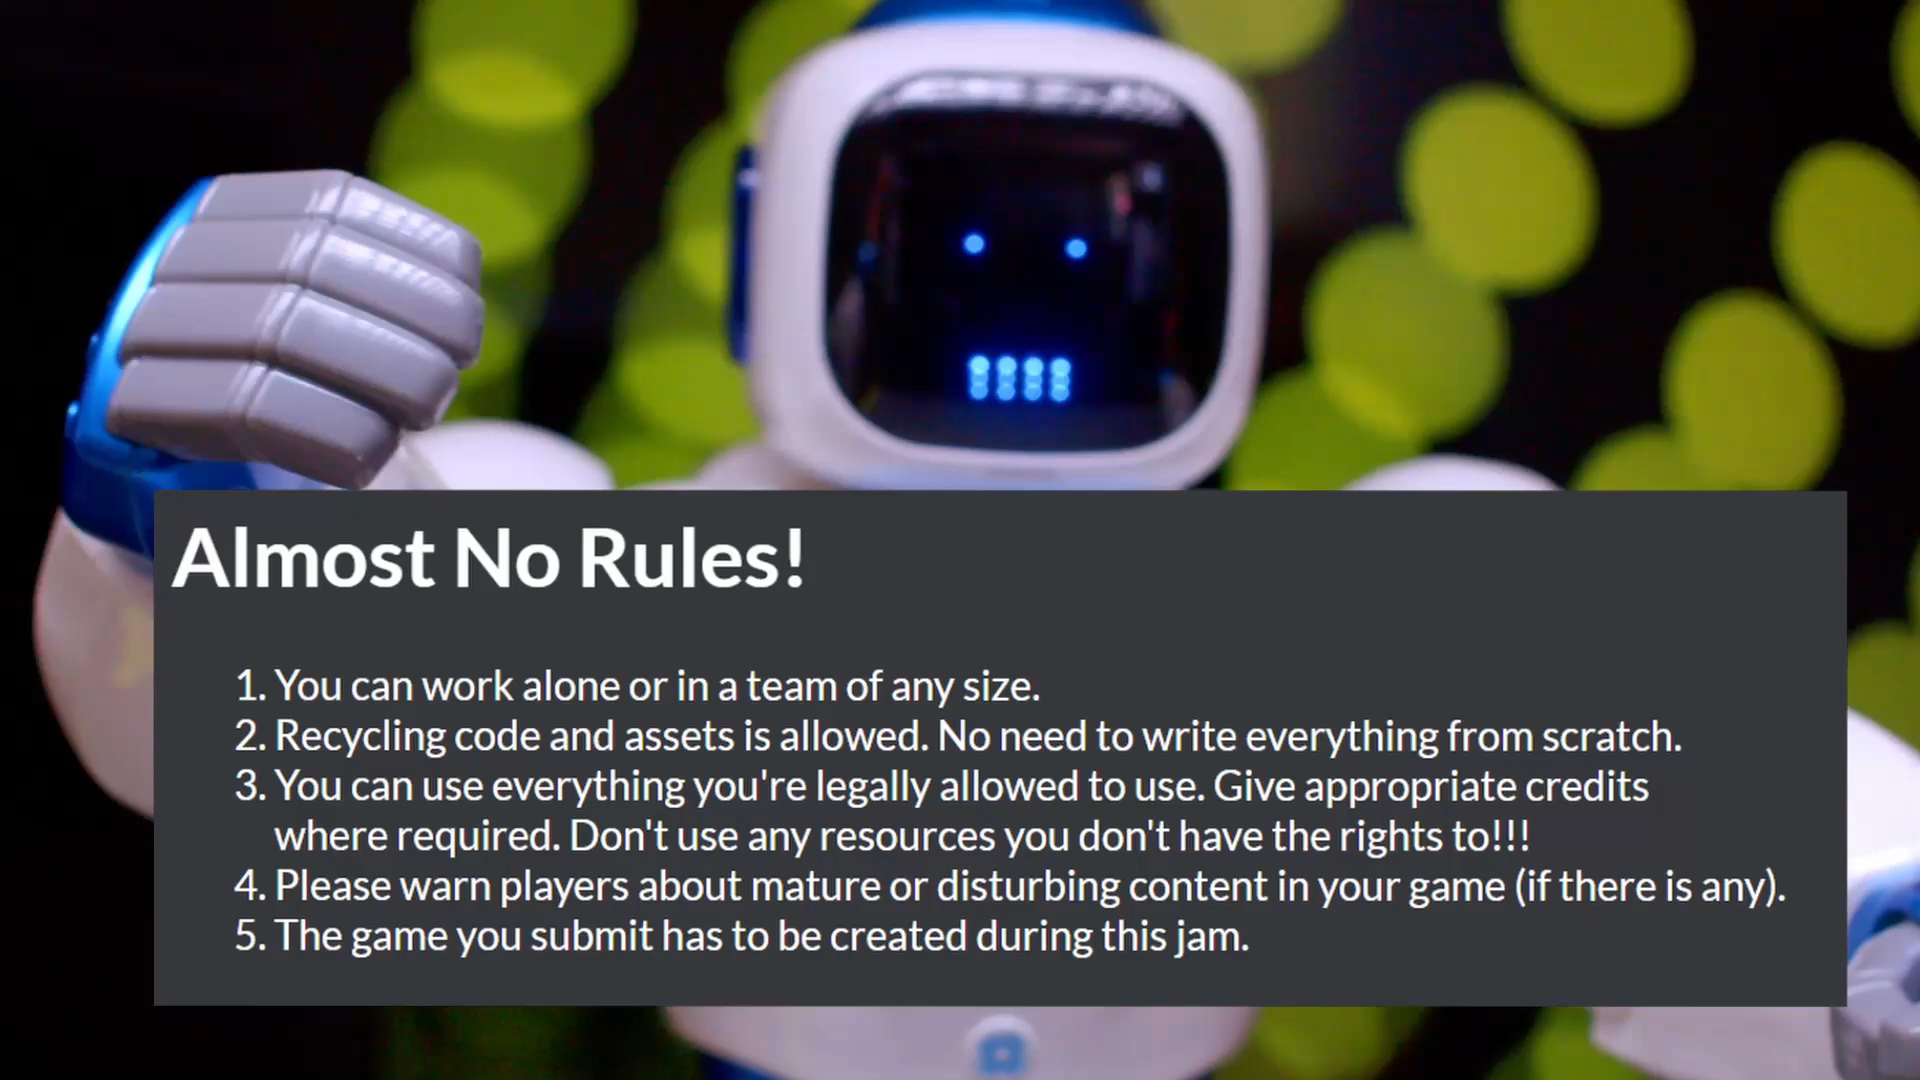 Almost No Rules!
1. You can work alone or in a team of any size.
2. Recycling code and assets is allowed. No need to write everything from scratch.
3. You can use everything you're legally allowed to use. Give appropriate credits
where required. Don't use any resources you don't have the rights to!!!
4. Please warn players about mature or disturbing content in your game (if there is any).
5. The game you submit has to be created during this jam.